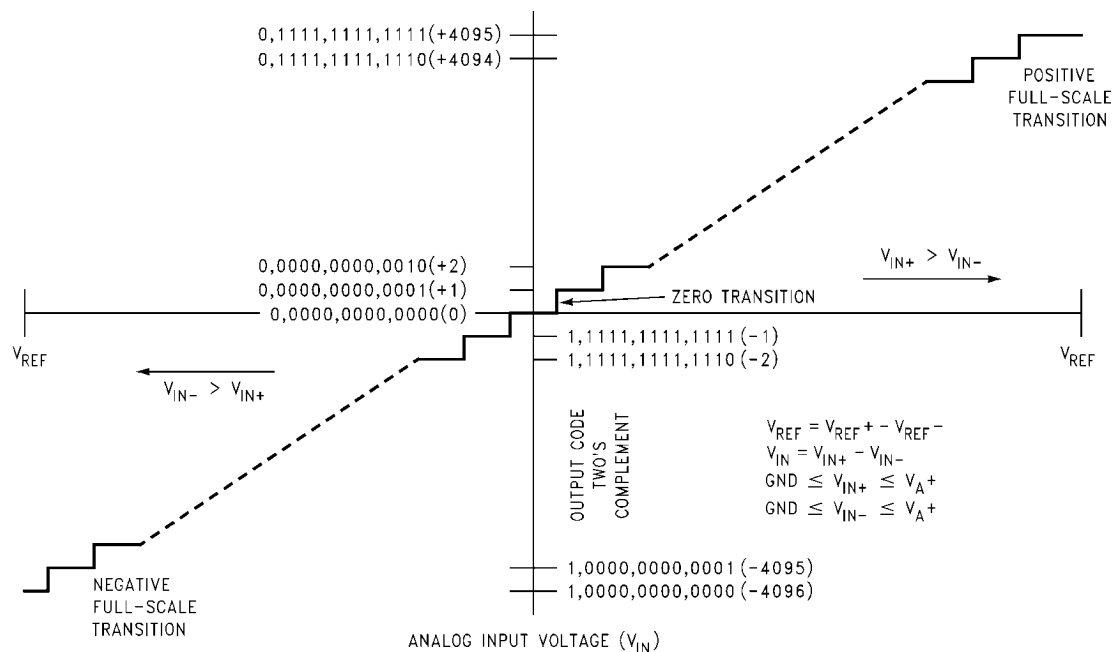 0,1111,1111,1111(+4095)
0,1111,1111,1110(+4094)
POSITIVE
FULL-SCALE
TRANSITION
0,0000,0000,0010(+2)
0,0000,0000,0001(+1)
0,0000,0000,0000(0)
V_IN+ > V_IN-
ZERO TRANSITION
1,1111,1111,1111(-1)
1,1111,1111,1110(-2)
V_REF
V_REF
V_IN- > V_IN+
OUTPUT CODE
TWO'S
COMPLEMENT
V_REF = V_REF+ - V_REF-
V_IN = V_IN+ - V_IN-
GND ≤ V_IN+ ≤ V_A+
GND ≤ V_IN- ≤ V_A+
1,0000,0000,0001(-4095)
1,0000,0000,0000(-4096)
NEGATIVE
FULL-SCALE
TRANSITION
ANALOG INPUT VOLTAGE (V_IN)